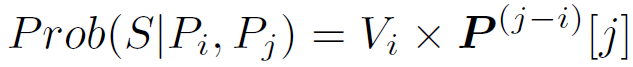 Prob(S|P_i, P_j) = V_i × P^{(j−i)}[j]